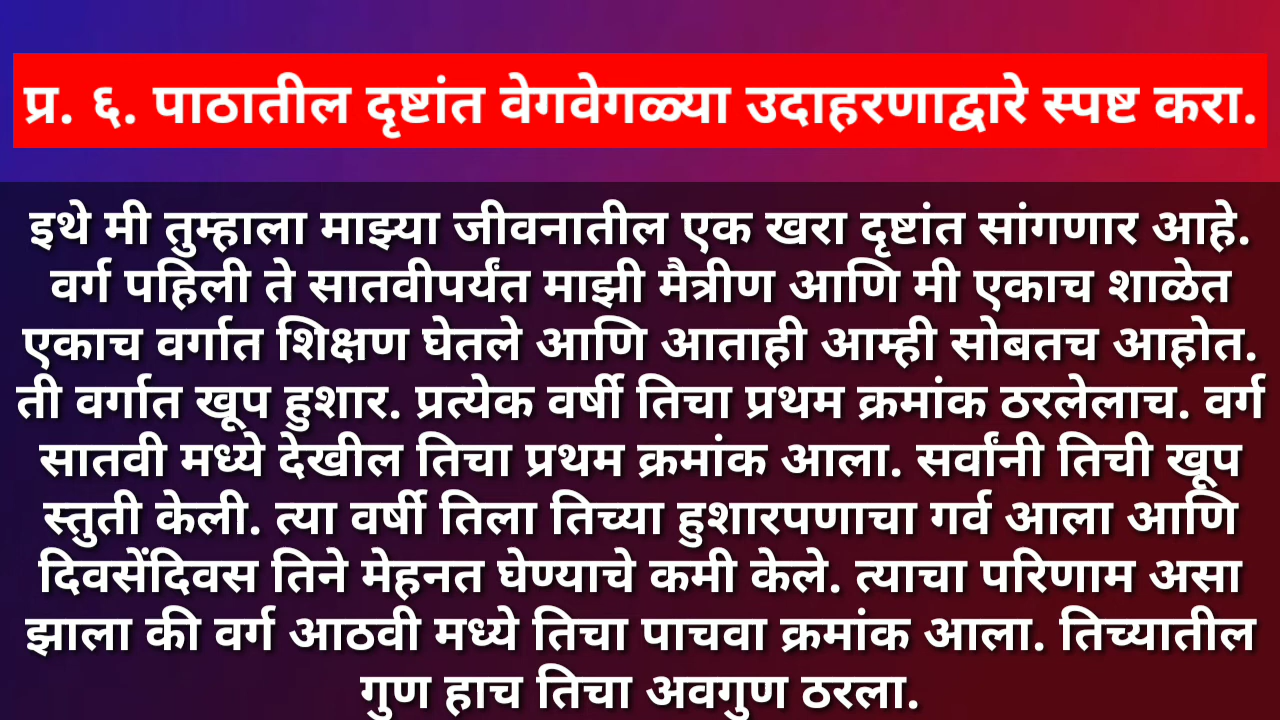 प्र. ६. पाठातील दृष्टांत वेगवेगळ्या उदाहरणाद्वारे स्पष्ट करा.
इथे मी तुम्हाला माझ्या जीवनातील एक खरा दृष्टांत सांगणार आहे.
वर्ग पहिली ते सातवीपर्यंत माझी मैत्रीण आणि मी एकाच शाळेत
एकाच वर्गात शिक्षण घेतले आणि आताही आम्ही सोबतच आहोत.
ती वर्गात खूप हुशार. प्रत्येक वर्षी तिचा प्रथम क्रमांक ठरलेलाच. वर्ग
सातवी मध्ये देखील तिचा प्रथम क्रमांक आला. सर्वांनी तिची खूप
स्तुती केली. त्या वर्षी तिला तिच्या हुशारपणाचा गर्व आला आणि
दिवसेंदिवस तिने मेहनत घेण्याचे कमी केले. त्याचा परिणाम असा
झाला की वर्ग आठवी मध्ये तिचा पाचवा क्रमांक आला. तिच्यातील
गुण हाच तिचा अवगुण ठरला.